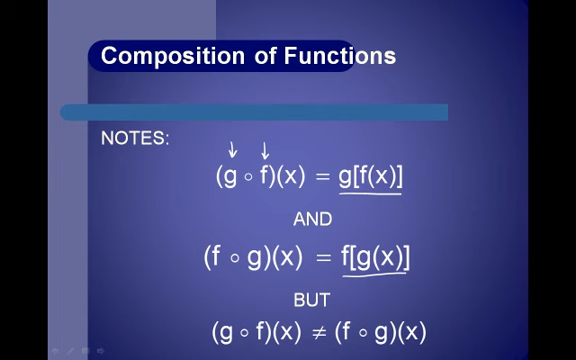 Composition of Functions
NOTES:
(g ∘ f)(x) = g[f(x)]
AND
(f ∘ g)(x) = f[g(x)]
BUT
(g ∘ f)(x) ≠ (f ∘ g)(x)